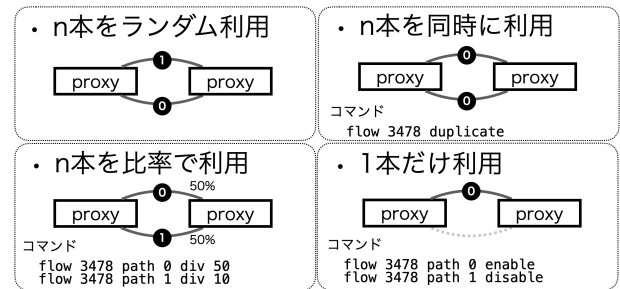 ・ n本をランダム利用
1
proxy proxy
0
・ n本を同時に利用
0
proxy proxy
0
コマンド
flow 3478 duplicate
・ n本を比率で利用
0 50%
proxy proxy
1 50%
コマンド
flow 3478 path 0 div 50
flow 3478 path 1 div 10
・ 1本だけ利用
0
proxy proxy
コマンド
flow 3478 path 0 enable
flow 3478 path 1 disable